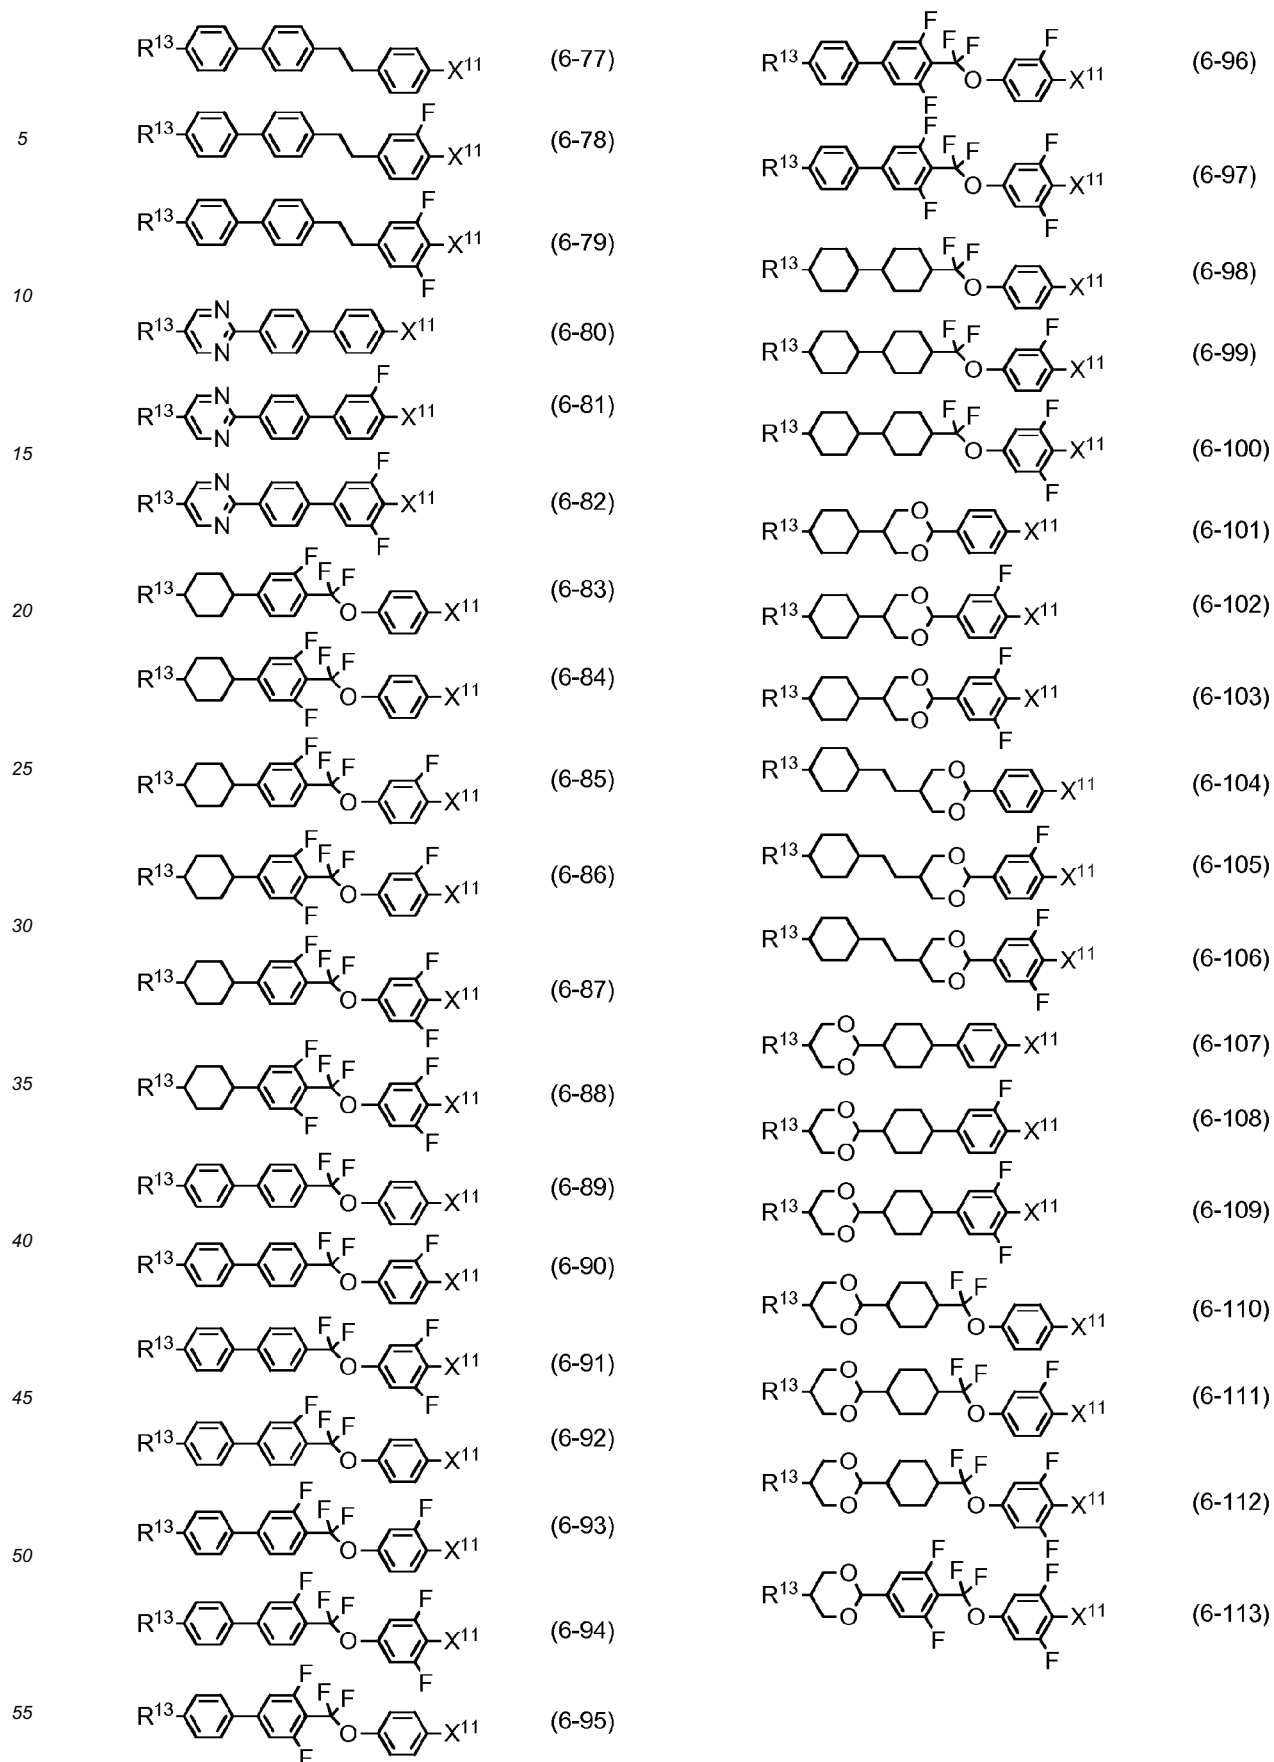 R¹³ X¹¹ (6-77)
5
F
R¹³ X¹¹ (6-78)
F
R¹³ X¹¹ (6-79)
F
10
N
R¹³ X¹¹ (6-80)
N
N F
R¹³ X¹¹ (6-81)
N
15
N F
R¹³ X¹¹ (6-82)
N F
F F F
R¹³ O X¹¹ (6-83)
20
F F F
R¹³ O X¹¹ (6-84)
F
25
F F F F
R¹³ O X¹¹ (6-85)
F F F F
R¹³ O X¹¹ (6-86)
F
30
F F F F
R¹³ O X¹¹ (6-87)
F
35
F F F F
R¹³ O X¹¹ (6-88)
F F
F F
R¹³ O X¹¹ (6-89)
40
F F F
R¹³ O X¹¹ (6-90)
F F F
R¹³ O X¹¹ (6-91)
F
45
F F F
R¹³ O X¹¹ (6-92)
F F F F
R¹³ O X¹¹ (6-93)
50
F F F F
R¹³ O X¹¹ (6-94)
F
55
F F F
R¹³ O X¹¹ (6-95)
F
F F F F
R¹³ O X¹¹ (6-96)
F
F F F F
R¹³ O X¹¹ (6-97)
F F
F F
R¹³ O X¹¹ (6-98)
F F F
R¹³ O X¹¹ (6-99)
F F F
R¹³ O X¹¹ (6-100)
F
O
R¹³ X¹¹ (6-101)
O
O F
R¹³ X¹¹ (6-102)
O
O F
R¹³ X¹¹ (6-103)
O F
R¹³ O X¹¹ (6-104)
O
F
R¹³ O X¹¹ (6-105)
O
F
R¹³ O X¹¹ (6-106)
O F
O
R¹³ X¹¹ (6-107)
O
O F
R¹³ X¹¹ (6-108)
O
O F
R¹³ X¹¹ (6-109)
O F
O F F
R¹³ O O X¹¹ (6-110)
O F F F
R¹³ O O X¹¹ (6-111)
O F F F
R¹³ O O X¹¹ (6-112)
F
O F F F F
R¹³ O O X¹¹ (6-113)
F F